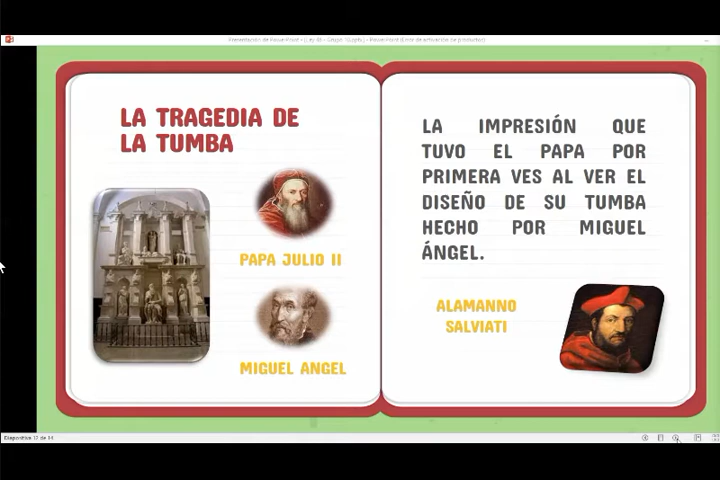 LA TRAGEDIA DE
LA TUMBA
PAPA JULIO II
MIGUEL ANGEL
LA IMPRESIÓN QUE
TUVO EL PAPA POR
PRIMERA VES AL VER EL
DISEÑO DE SU TUMBA
HECHO POR MIGUEL
ÁNGEL.
ALAMANNO
SALVIATI